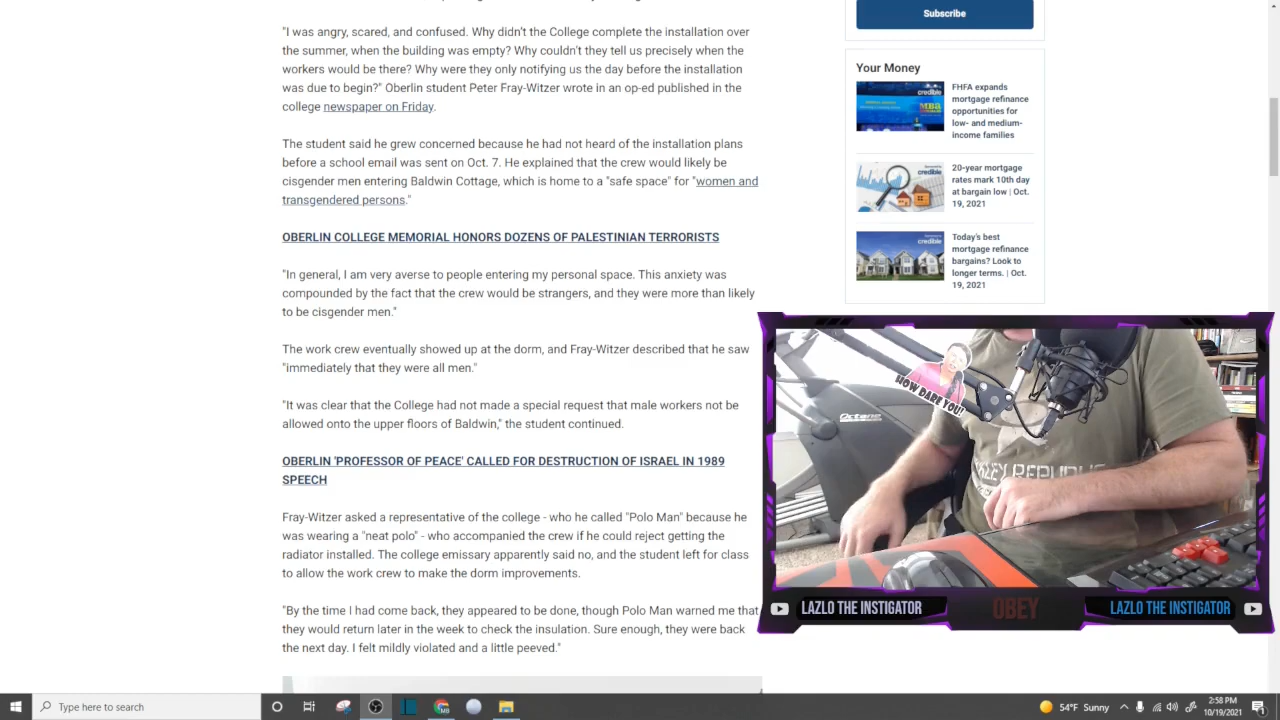 "I was angry, scared, and confused. Why didn't the College complete the installation over
the summer, when the building was empty? Why couldn't they tell us precisely when the
workers would be there? Why were they only notifying us the day before the installation
was due to begin?" Oberlin student Peter Fray-Witzer wrote in an op-ed published in the
college newspaper on Friday.
The student said he grew concerned because he had not heard of the installation plans
before a school email was sent on Oct. 7. He explained that the crew would likely be
cisgender men entering Baldwin Cottage, which is home to a "safe space" for "women and
transgendered persons."
OBERLIN COLLEGE MEMORIAL HONORS DOZENS OF PALESTINIAN TERRORISTS
"In general, I am very averse to people entering my personal space. This anxiety was
compounded by the fact that the crew would be strangers, and they were more than likely
to be cisgender men."
The work crew eventually showed up at the dorm, and Fray-Witzer described that he saw
"immediately that they were all men."
"It was clear that the College had not made a special request that male workers not be
allowed onto the upper floors of Baldwin," the student continued.
OBERLIN 'PROFESSOR OF PEACE' CALLED FOR DESTRUCTION OF ISRAEL IN 1989
SPEECH
Fray-Witzer asked a representative of the college - who he called "Polo Man" because he
was wearing a "neat polo" - who accompanied the crew if he could reject getting the
radiator installed. The college emissary apparently said no, and the student left for class
to allow the work crew to make the dorm improvements.
"By the time I had come back, they appeared to be done, though Polo Man warned me that
they would return later in the week to check the insulation. Sure enough, they were back
the next day. I felt mildly violated and a little peeved."
Subscribe
Your Money
credible
MBA
FHFA expands
mortgage refinance
opportunities for
low- and medium-
income families
credible
20-year mortgage
rates mark 10th day
at bargain low | Oct.
19, 2021
credible
Today's best
mortgage refinance
bargains? Look to
longer terms. | Oct.
19, 2021
HOW DARE YOU!
Octane
LAZLO THE INSTIGATOR
OBEY
LAZLO THE INSTIGATOR
Type here to search
54°F Sunny
2:58 PM
10/19/2021